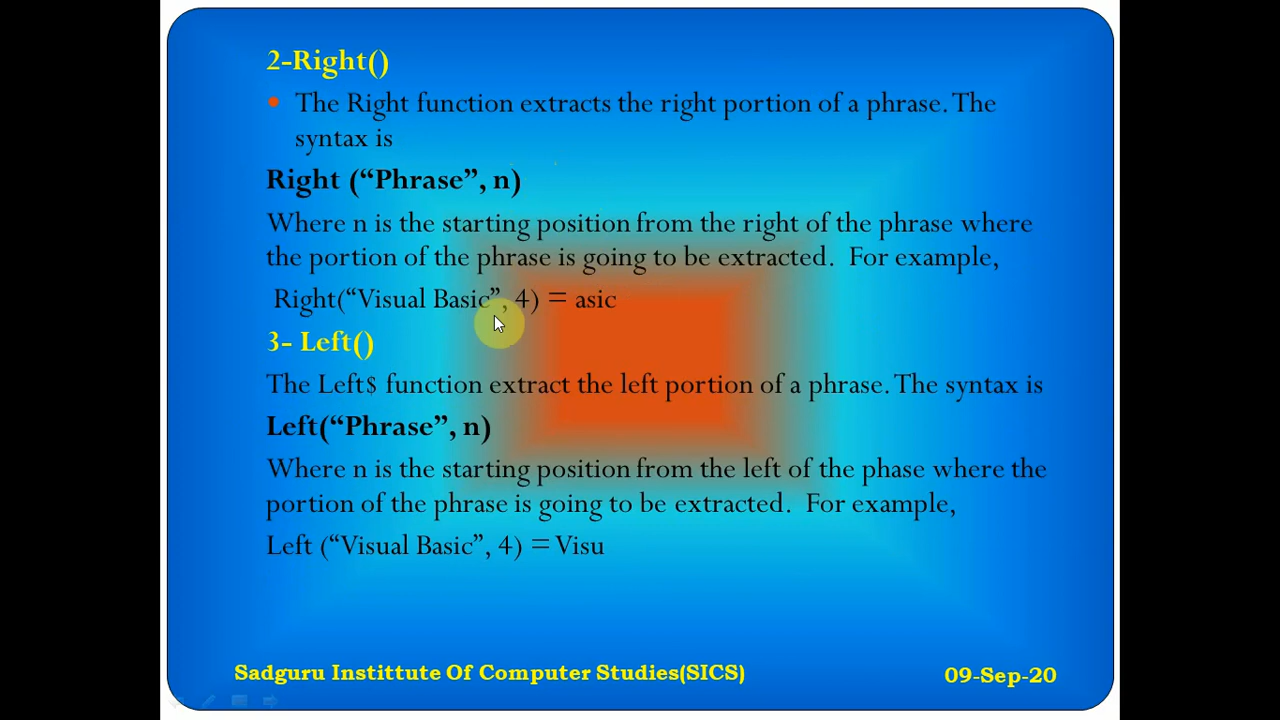 2-Right()
• The Right function extracts the right portion of a phrase. The
syntax is
Right (“Phrase”, n)
Where n is the starting position from the right of the phrase where
the portion of the phrase is going to be extracted.  For example,
Right(“Visual Basic”, 4) = asic
3- Left()
The Left$ function extract the left portion of a phrase. The syntax is
Left(“Phrase”, n)
Where n is the starting position from the left of the phase where the
portion of the phrase is going to be extracted.  For example,
Left (“Visual Basic”, 4) = Visu
Sadguru Instittute Of Computer Studies(SICS)
09-Sep-20